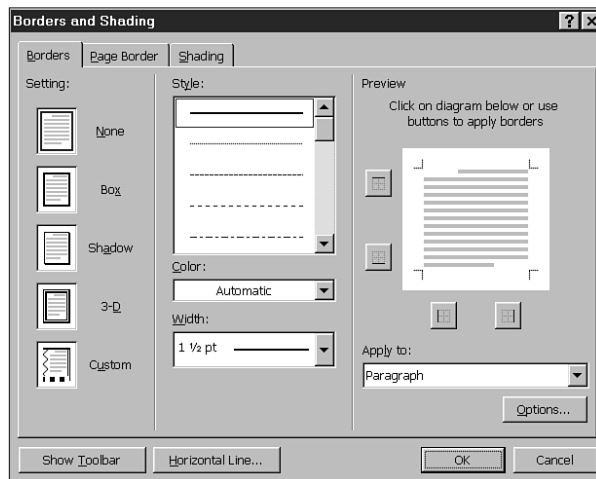 Borders and Shading
Borders
Page Border
Shading
Setting:
None
Box
Shadow
3-D
Custom
Style:
Color:
Automatic
Width:
1 ½ pt
Preview
Click on diagram below or use
buttons to apply borders
Apply to:
Paragraph
Options...
Show Toolbar
Horizontal Line...
OK
Cancel